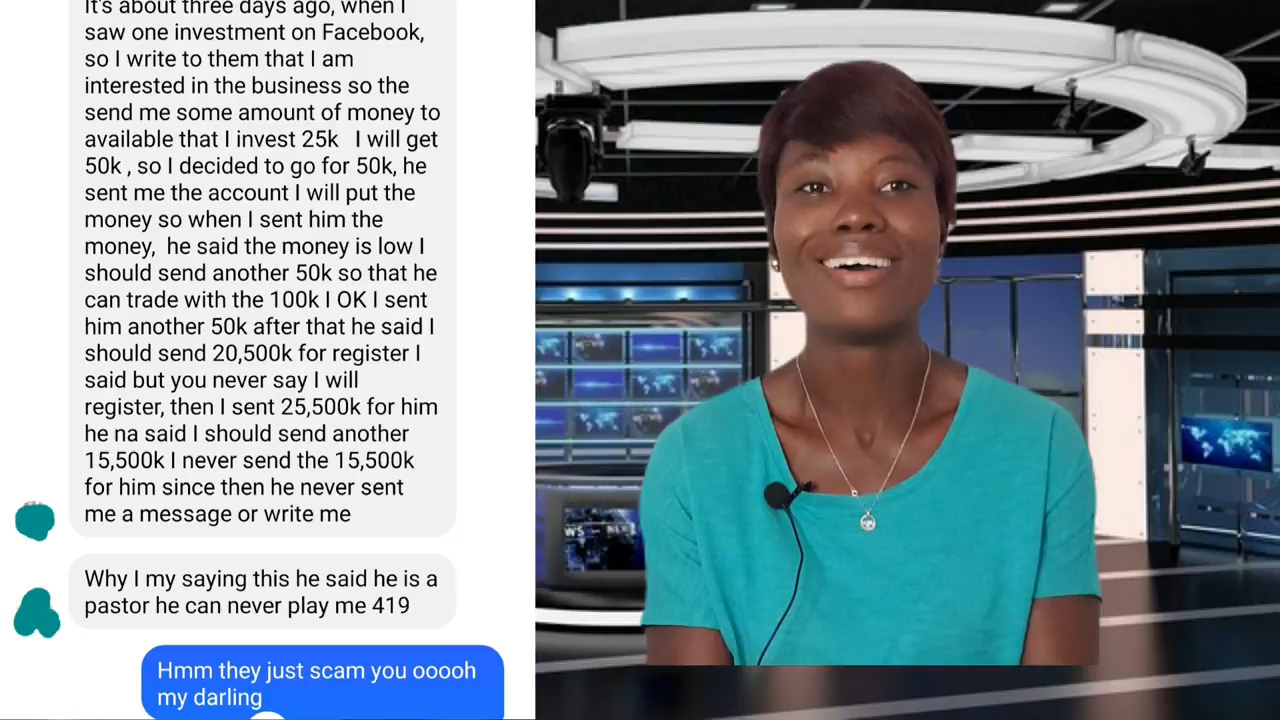 It's about three days ago, when I
saw one investment on Facebook,
so I write to them that I am
interested in the business so the
send me some amount of money to
available that I invest 25k I will get
50k , so I decided to go for 50k, he
sent me the account I will put the
money so when I sent him the
money, he said the money is low I
should send another 50k so that he
can trade with the 100k I OK I sent
him another 50k after that he said I
should send 20,500k for register I
said but you never say I will
register, then I sent 25,500k for him
he na said I should send another
15,500k I never send the 15,500k
for him since then he never sent
me a message or write me
Why I my saying this he said he is a
pastor he can never play me 419
Hmm they just scam you ooooh
my darling